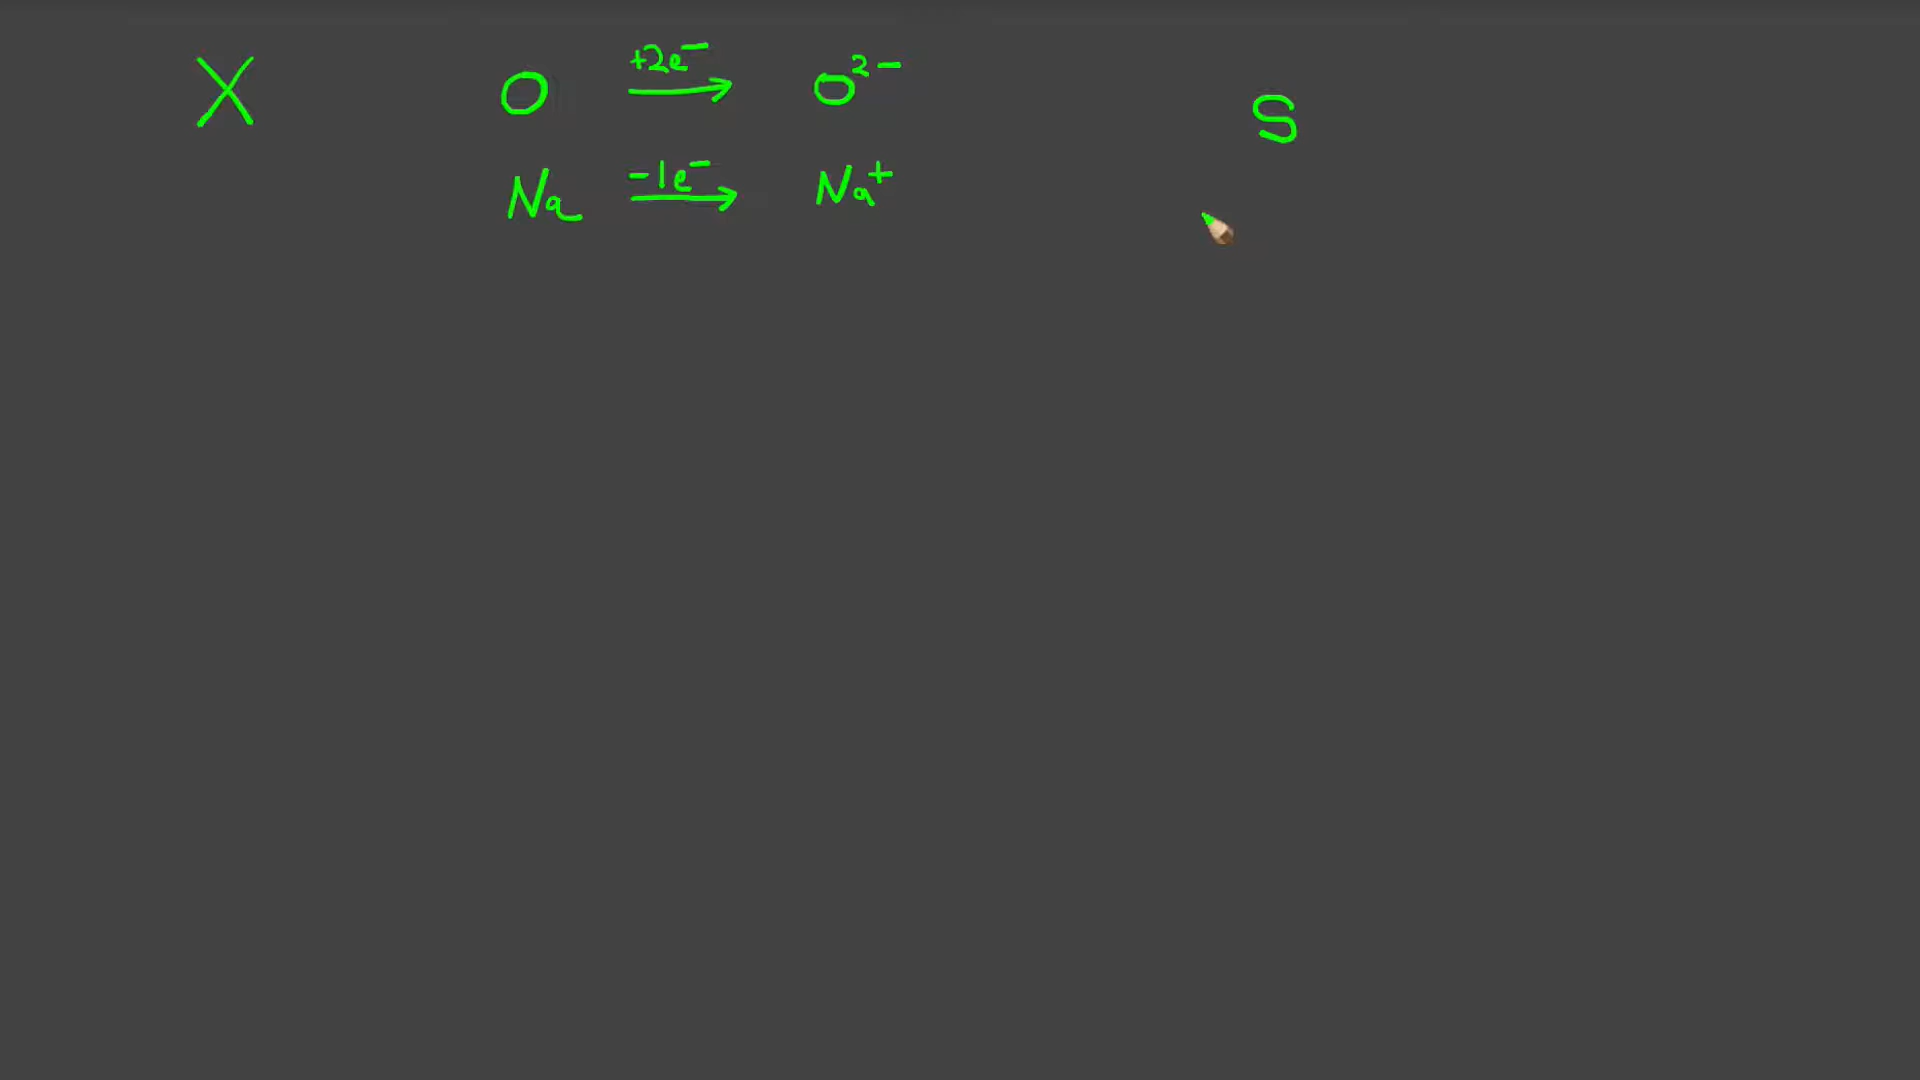 X O +2e⁻ → O²⁻ S
Na -1e⁻ → Na⁺